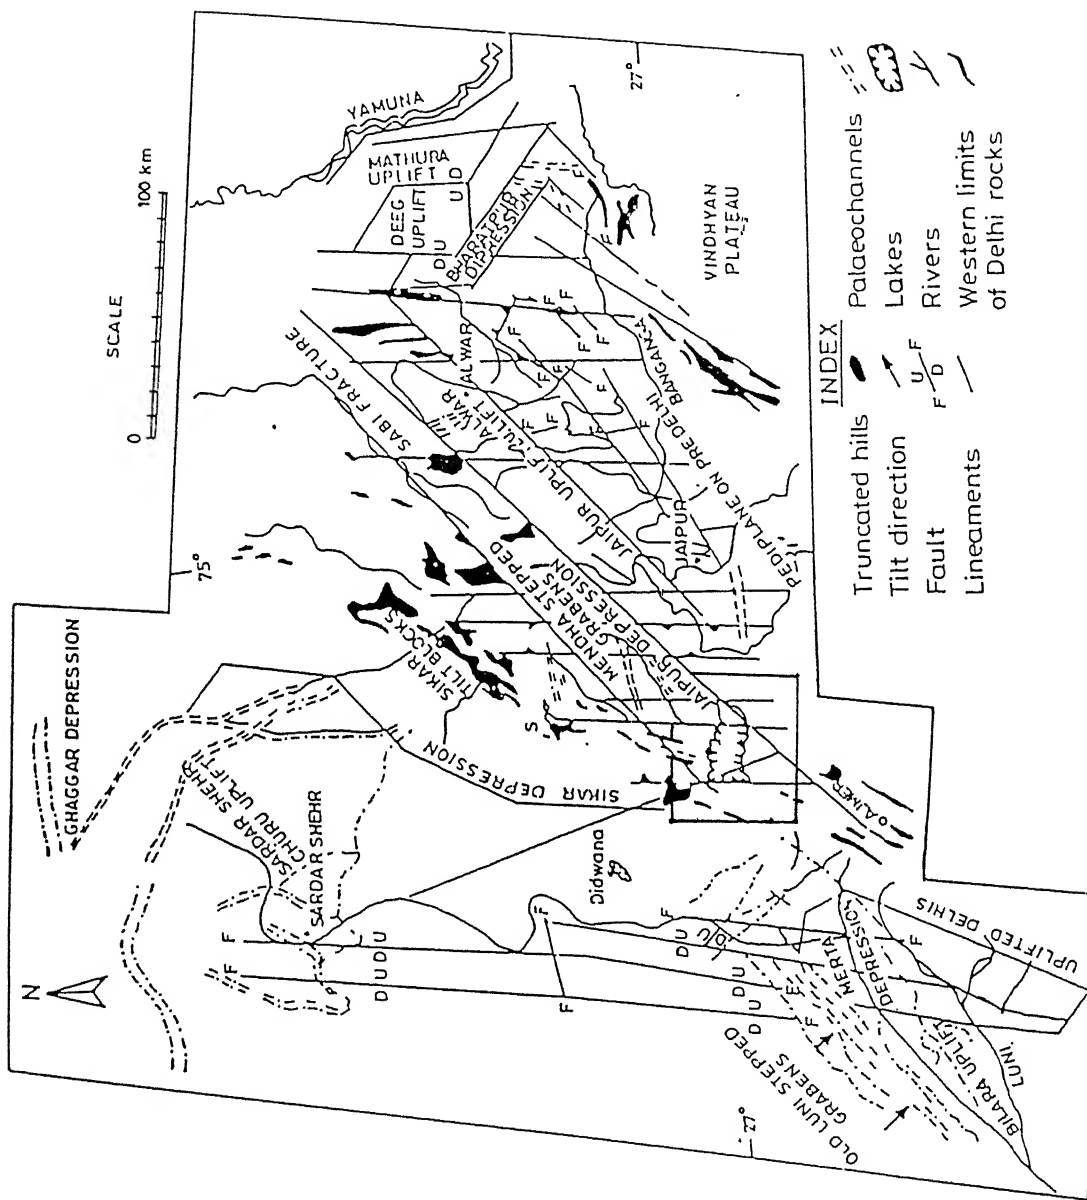 N
GHAGGAR DEPRESSION
SCALE
0
100 km
75°
27°
27°
YAMUNA
MATHURA
UPLIFT
DEEG
UPLIFT
U D
D U
BHARATPUR
DIPRESSION
SARDAR SHEHR
CHURU UPLIFT
SARDAR SHEHR
SIKAR
TILT BLOCKS
SIKAR DEPRESSION
SABI FRACTURE
ALWAR
ALWAR
MENDHA STEPPED
GRABENS
JAIPUR DEPRESSION
JAIPUR UPLIFT
JAIPUR
BANGANGA
PEDIPLANE ON PRE DELHI
VINDHYAN
PLATEAU
S
Didwana
AJMER
F
F
F
F
F
D U D U
D U
D/U
D U D U
F
F
F
MERTA
DEPRESSION
OLD LUNI STEPPED
GRABENS
BILARA UPLIFT
LUNI
UPLIFTED DELHIS
INDEX
Truncated hills
Tilt direction
Fault
F U D F
Lineaments
Palaeochannels
Lakes
Rivers
Western limits
of Delhi rocks